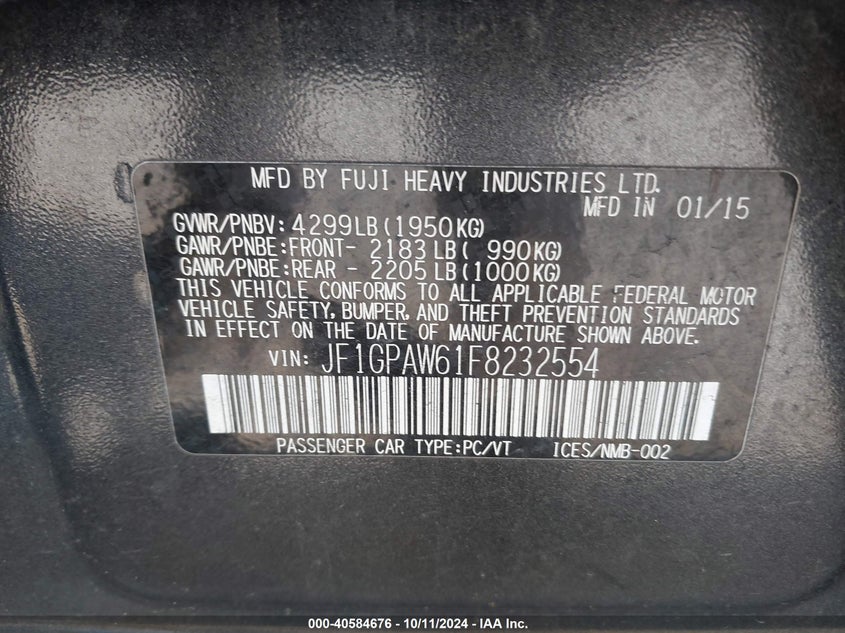 MFD BY FUJI HEAVY INDUSTRIES LTD.
MFD IN 01/15
GVWR/PNBV: 4299LB(1950KG)
GAWR/PNBE:FRONT- 2183LB( 990KG)
GAWR/PNBE:REAR - 2205LB(1000KG)
THIS VEHICLE CONFORMS TO ALL APPLICABLE FEDERAL MOTOR
VEHICLE SAFETY, BUMPER, AND THEFT PREVENTION STANDARDS
IN EFFECT ON THE DATE OF MANUFACTURE SHOWN ABOVE.
VIN: JF1GPAW61F8232554
PASSENGER CAR TYPE:PC/VT ICES/NMB-002
000-40584676 - 10/11/2024 - IAA Inc.